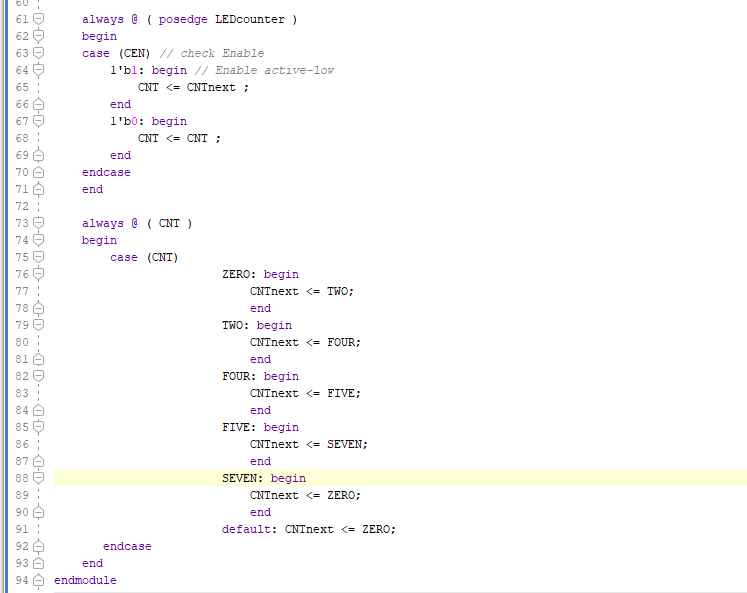 60
61 always @ ( posedge LEDcounter )
62 begin
63 case (CEN) // check Enable
64 1'b1: begin // Enable active-low
65 CNT <= CNTnext ;
66 end
67 1'b0: begin
68 CNT <= CNT ;
69 end
70 endcase
71 end
72
73 always @ ( CNT )
74 begin
75 case (CNT)
76 ZERO: begin
77 CNTnext <= TWO;
78 end
79 TWO: begin
80 CNTnext <= FOUR;
81 end
82 FOUR: begin
83 CNTnext <= FIVE;
84 end
85 FIVE: begin
86 CNTnext <= SEVEN;
87 end
88 SEVEN: begin
89 CNTnext <= ZERO;
90 end
91 default: CNTnext <= ZERO;
92 endcase
93 end
94 endmodule